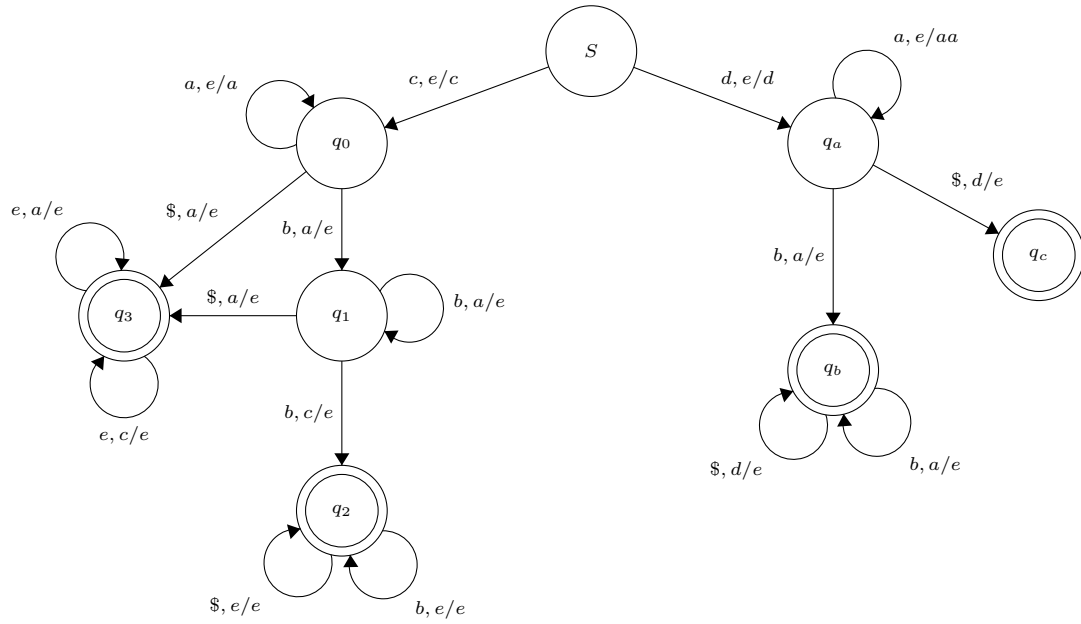 S
a, e/aa
a, e/a
c, e/c
d, e/d
q0
qa
$, d/e
e, a/e
$, a/e
b, a/e
b, a/e
qc
$, a/e
b, a/e
q3
q1
qb
b, c/e
e, c/e
$, d/e
b, a/e
q2
$, e/e
b, e/e